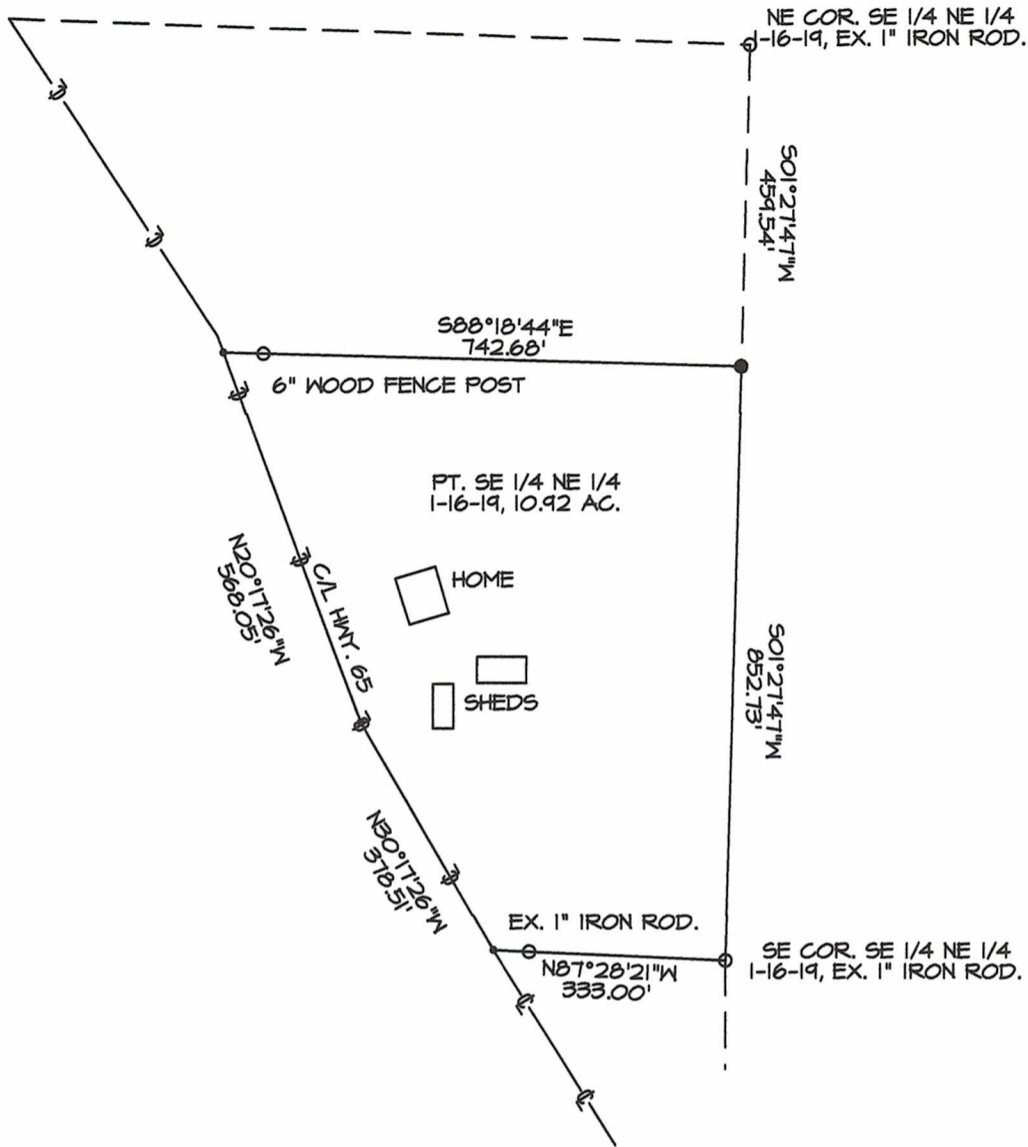 NE COR. SE 1/4 NE 1/4
1-16-19, EX. 1" IRON ROD.
S01°27'47"W
459.54'
S88°18'44"E
742.68'
6" WOOD FENCE POST
PT. SE 1/4 NE 1/4
1-16-19, 10.92 AC.
N20°17'26"W
568.05'
C/L HWY. 65
HOME
SHEDS
S01°27'47"W
852.73'
N30°17'26"W
378.51'
EX. 1" IRON ROD.
N87°28'21"W
333.00'
SE COR. SE 1/4 NE 1/4
1-16-19, EX. 1" IRON ROD.